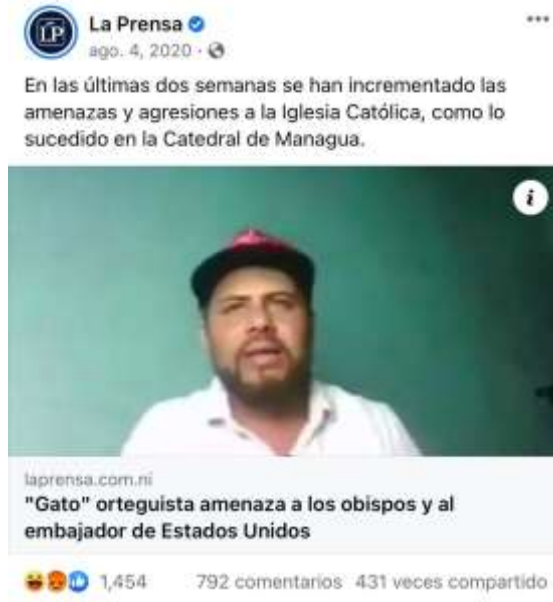 LP
La Prensa
ago. 4, 2020 ·
En las últimas dos semanas se han incrementado las
amenazas y agresiones a la Iglesia Católica, como lo
sucedido en la Catedral de Managua.
i
laprensa.com.ni
"Gato" orteguista amenaza a los obispos y al
embajador de Estados Unidos
1,454 792 comentarios 431 veces compartido